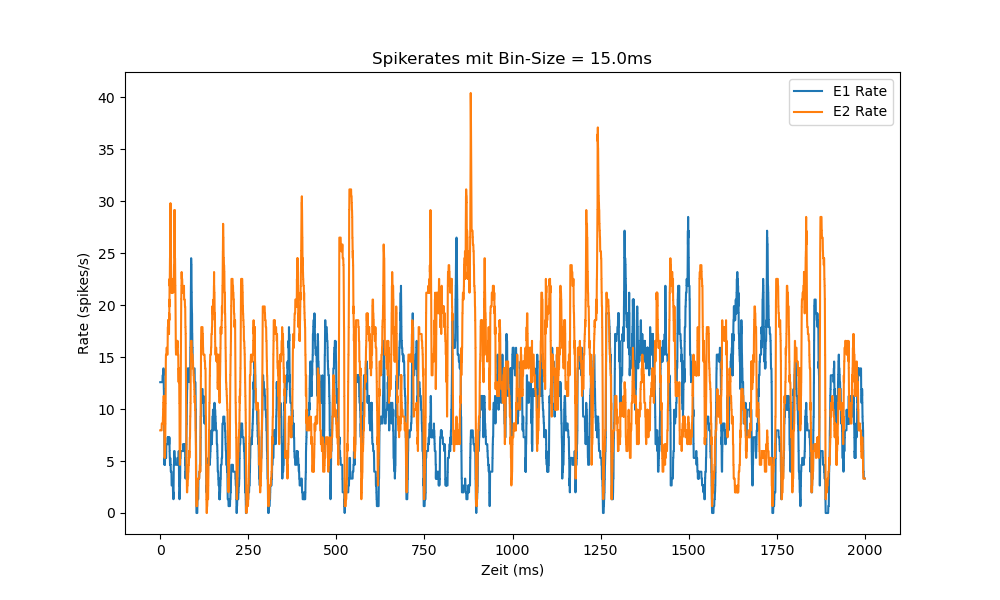 Spikerates mit Bin-Size = 15.0ms
E1 Rate
E2 Rate
Rate (spikes/s)
40
35
30
25
20
15
10
5
0
0 250 500 750 1000 1250 1500 1750 2000
Zeit (ms)